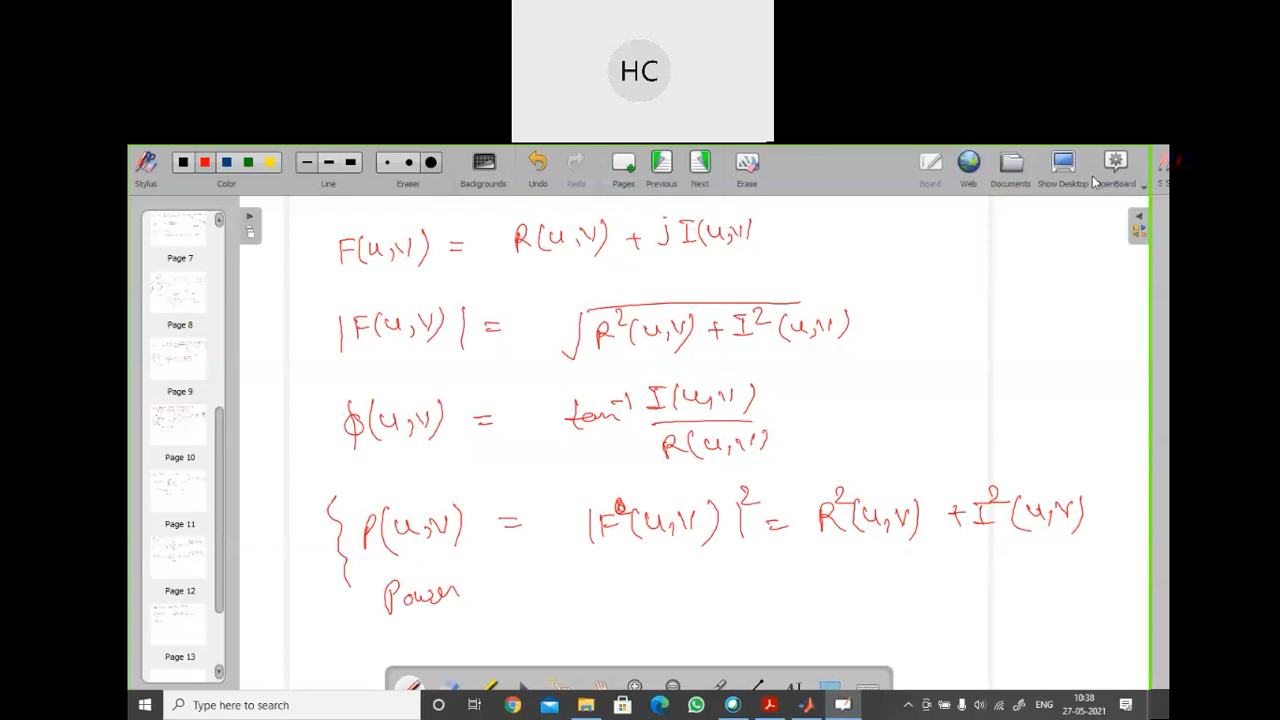 HC
Stylus Color Line Eraser Backgrounds Undo Redo Pages Previous Next Erase Board Web Documents Show Desktop OpenBoard
F(u,v) = R(u,v) + j I(u,v)
|F(u,v)| = √R²(u,v) + I²(u,v)
ϕ(u,v) = tan⁻¹ I(u,v)
R(u,v)
P(u,v) = |F(u,v)|² = R²(u,v) + I²(u,v)
Power
Page 7
Page 8
Page 9
Page 10
Page 11
Page 12
Page 13
Type here to search
ENG
10:38
27-05-2021